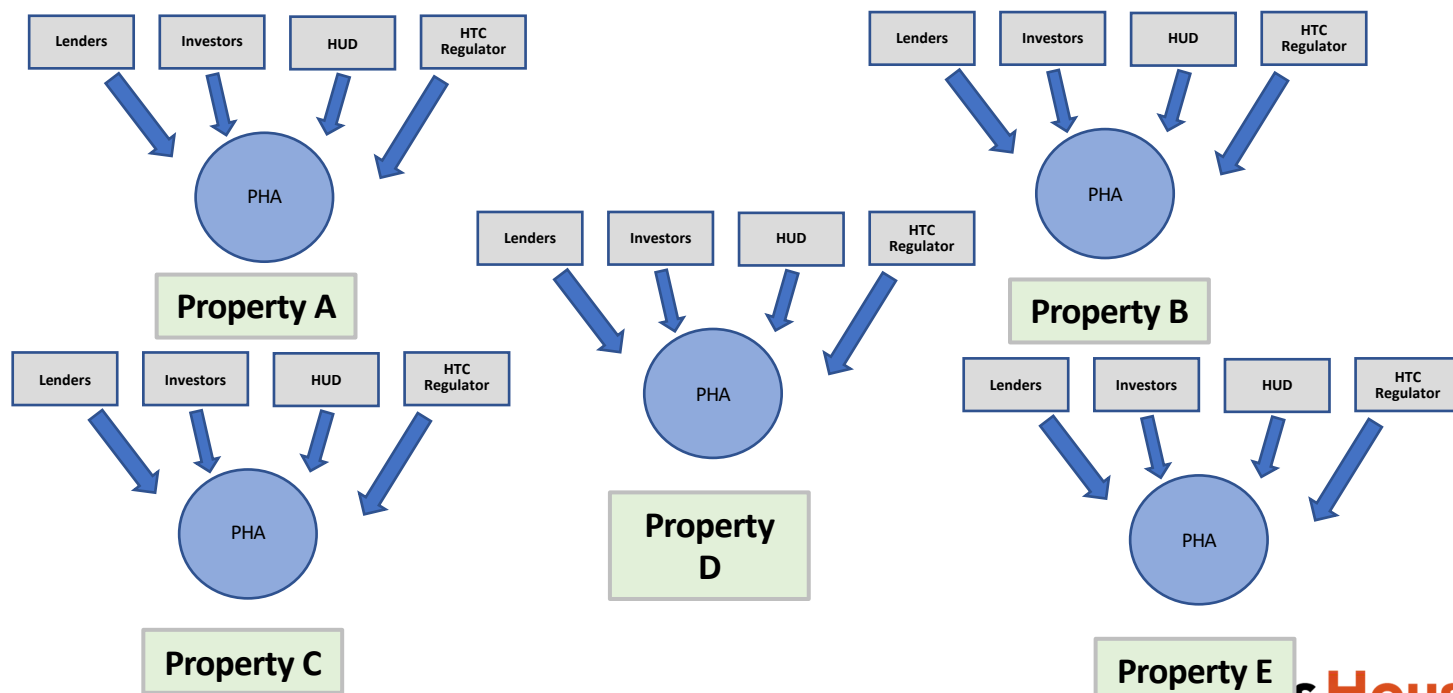 Lenders
Investors
HUD
HTC
Regulator
PHA
Property A
Lenders
Investors
HUD
HTC
Regulator
PHA
Property B
Lenders
Investors
HUD
HTC
Regulator
PHA
Property
D
Lenders
Investors
HUD
HTC
Regulator
PHA
Property C
Lenders
Investors
HUD
HTC
Regulator
PHA
Property E